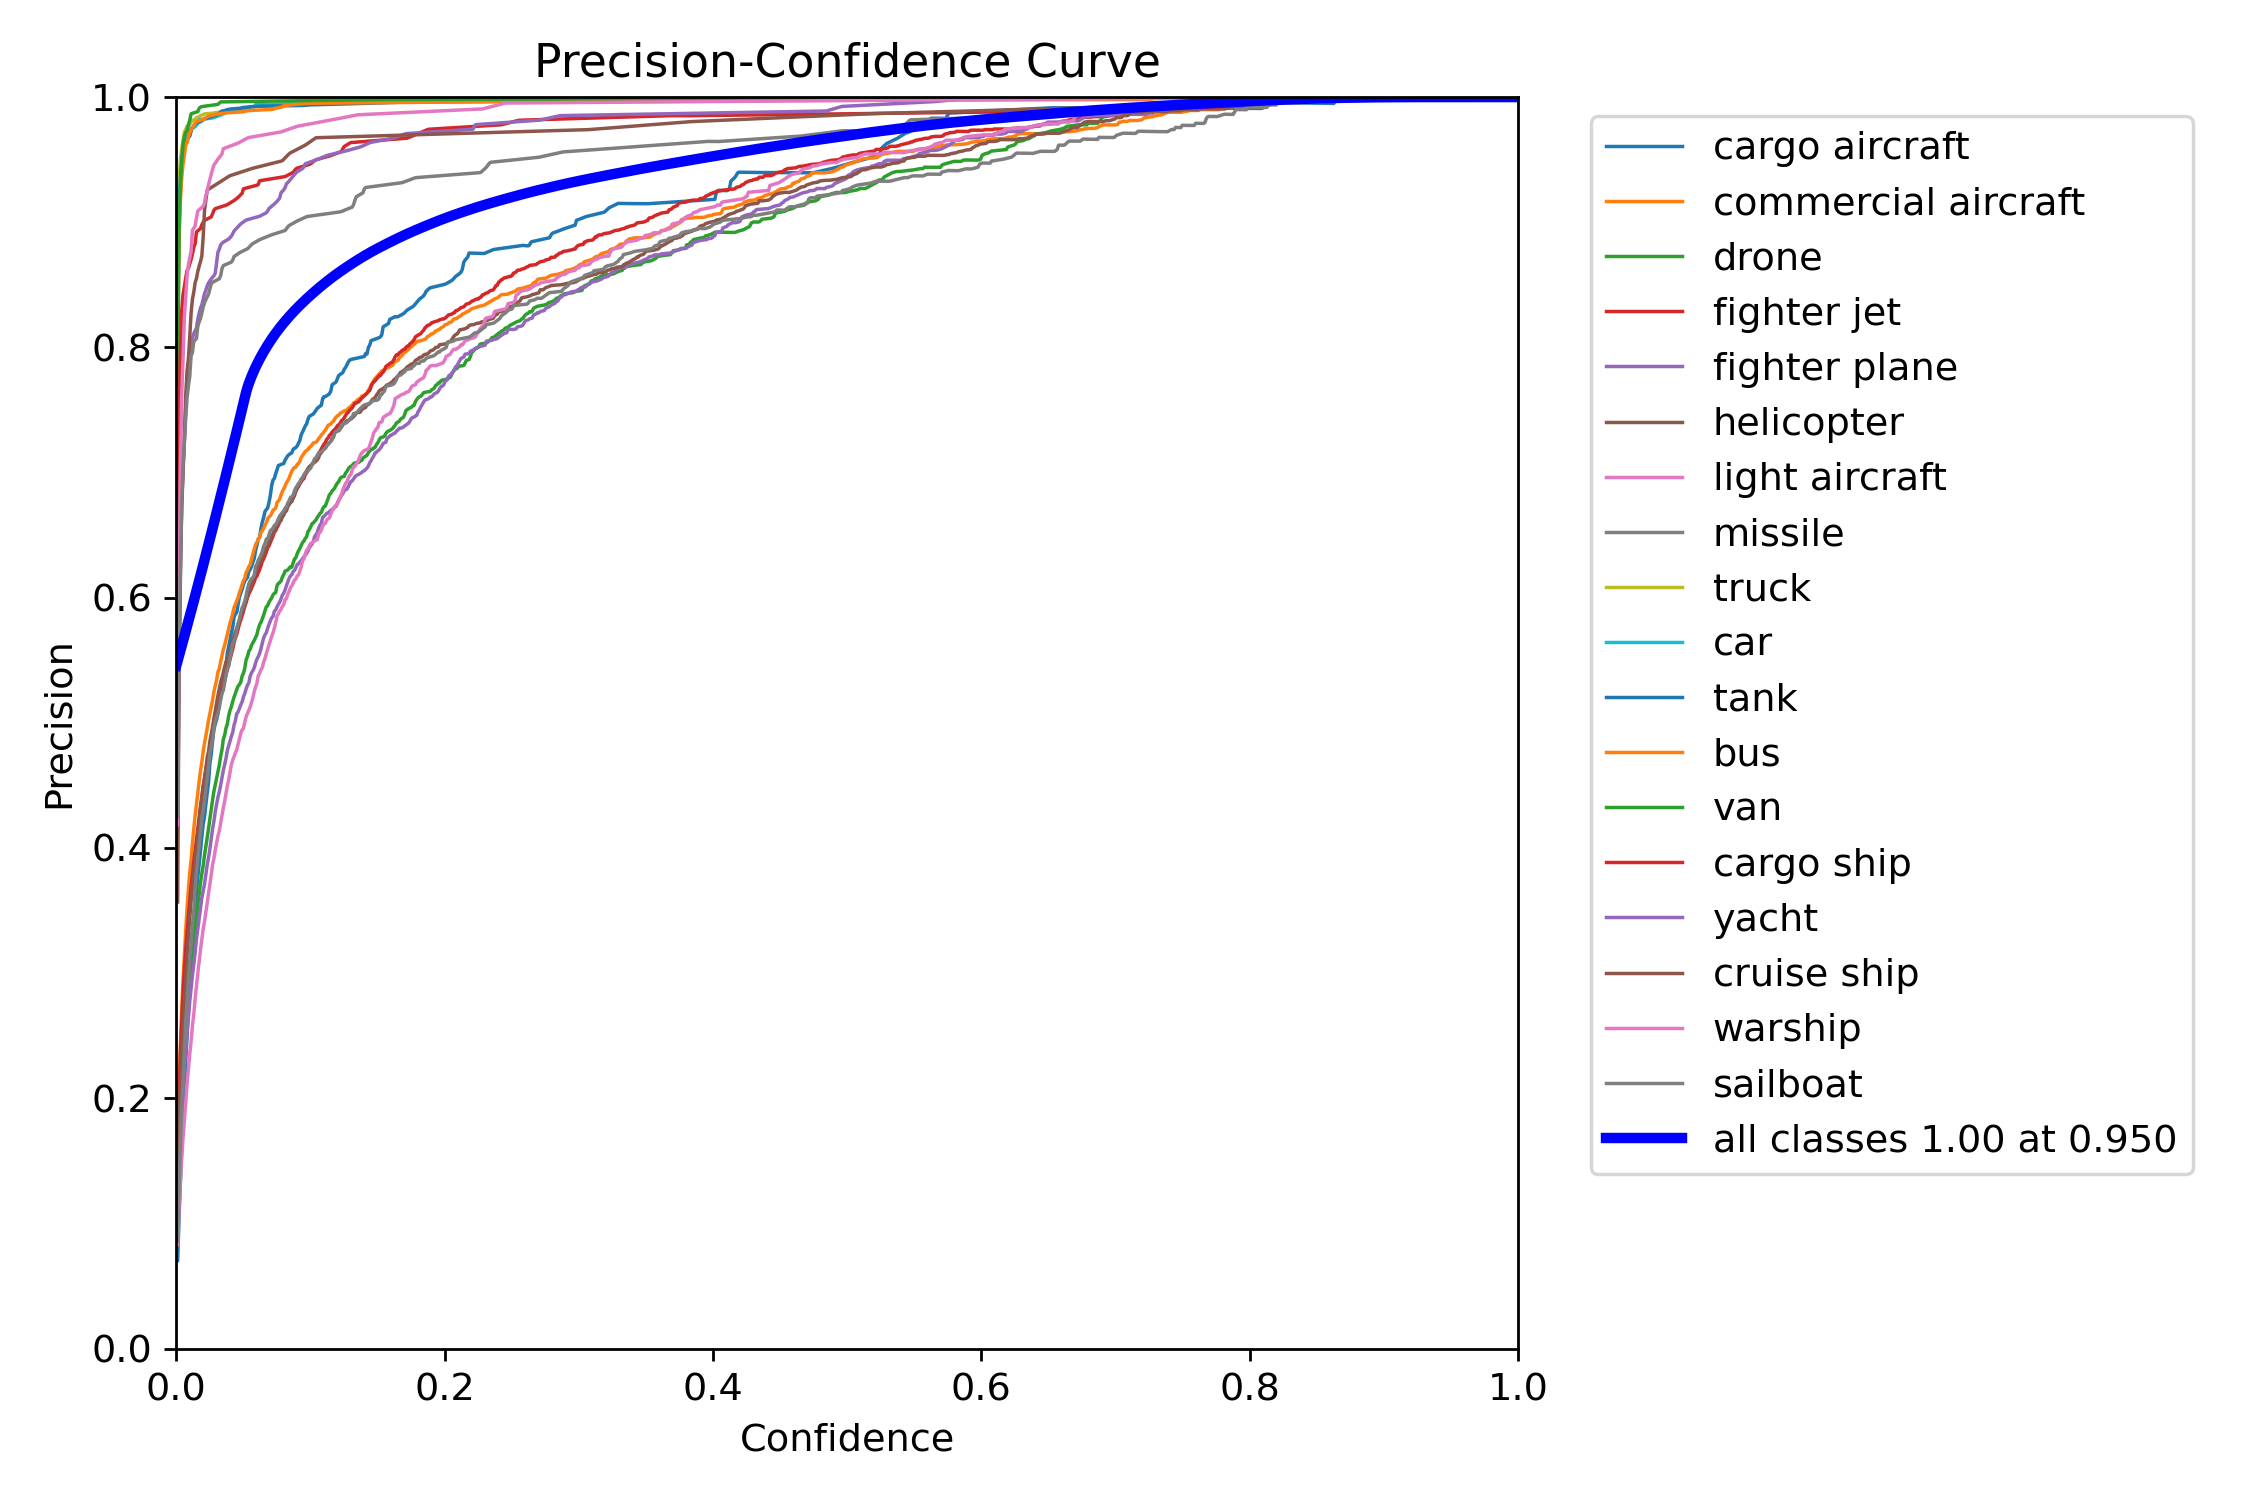 Precision-Confidence Curve
1.0
0.8
0.6
0.4
0.2
0.0
Precision
0.0 0.2 0.4 0.6 0.8 1.0
Confidence
cargo aircraft
commercial aircraft
drone
fighter jet
fighter plane
helicopter
light aircraft
missile
truck
car
tank
bus
van
cargo ship
yacht
cruise ship
warship
sailboat
all classes 1.00 at 0.950